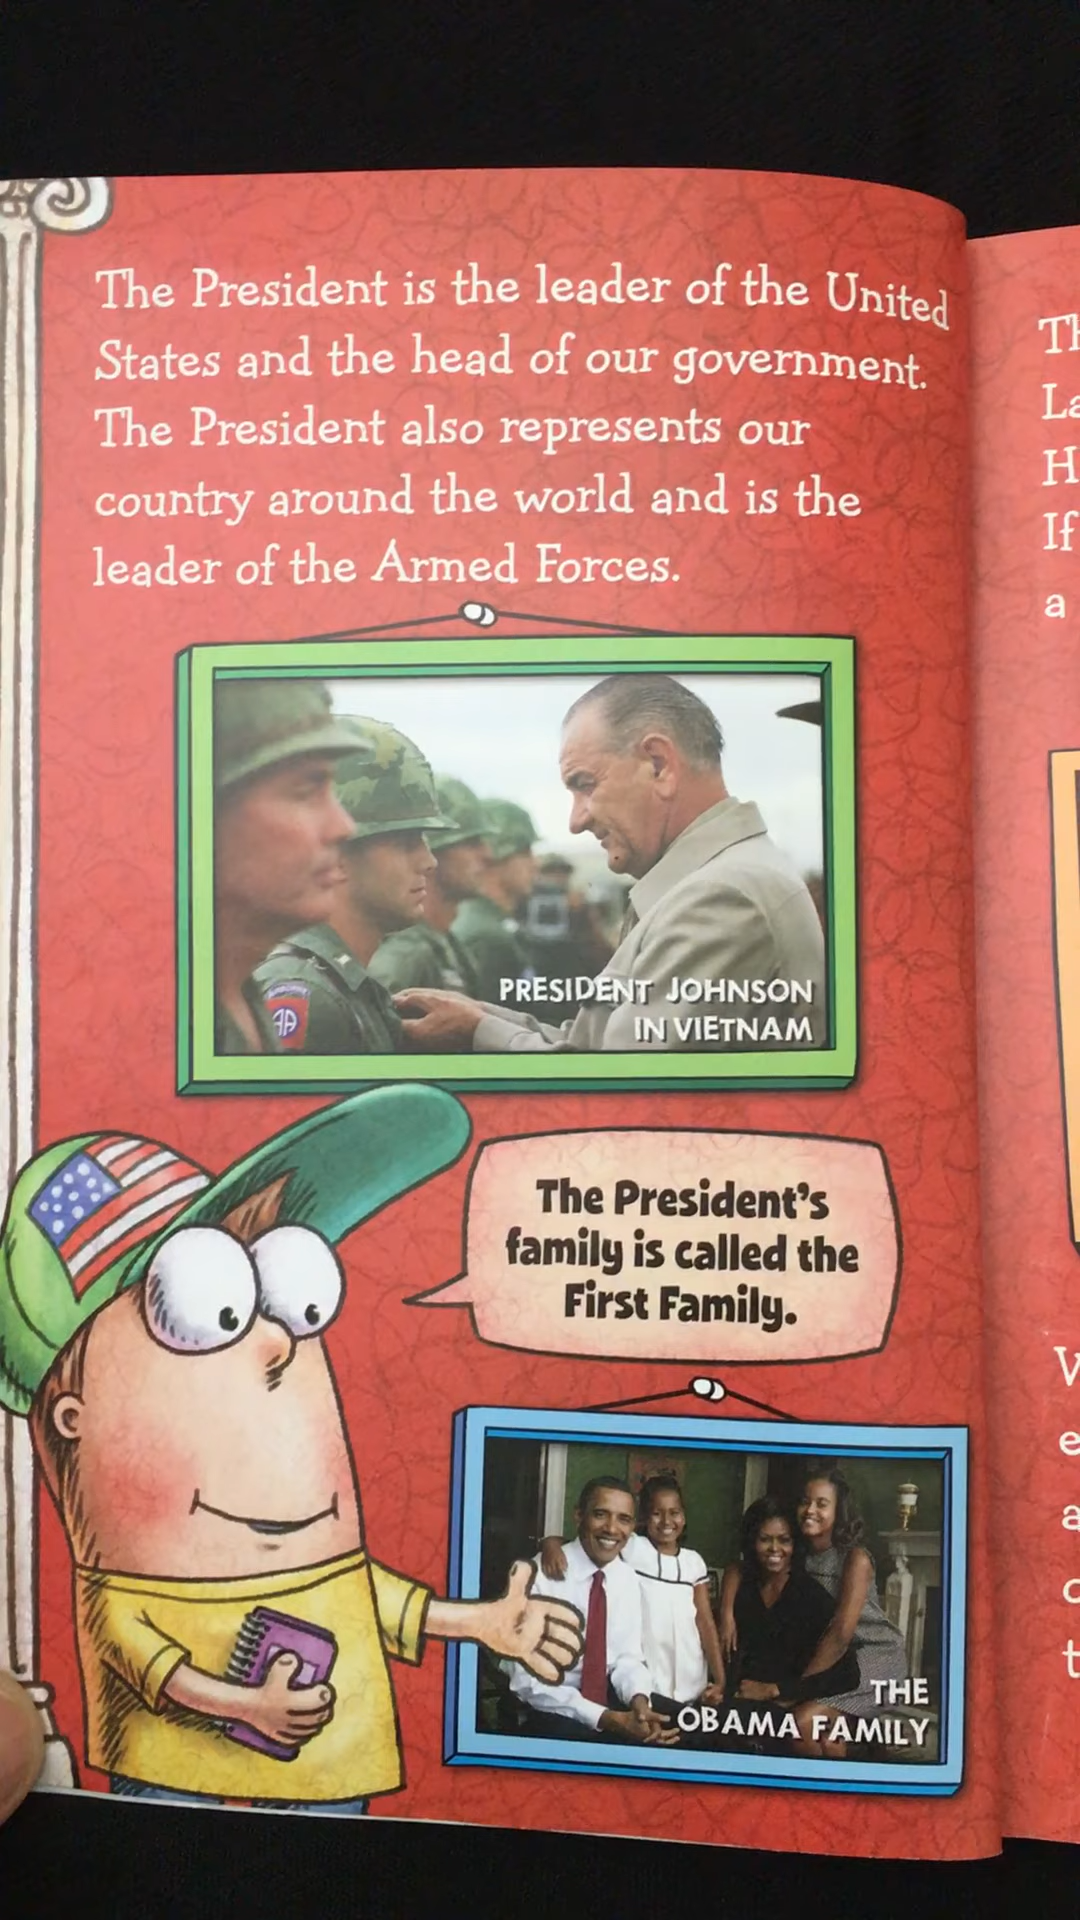 The President is the leader of the United
States and the head of our government.
The President also represents our
country around the world and is the
leader of the Armed Forces.
PRESIDENT JOHNSON
IN VIETNAM
The President's
family is called the
First Family.
THE
OBAMA FAMILY
If
a